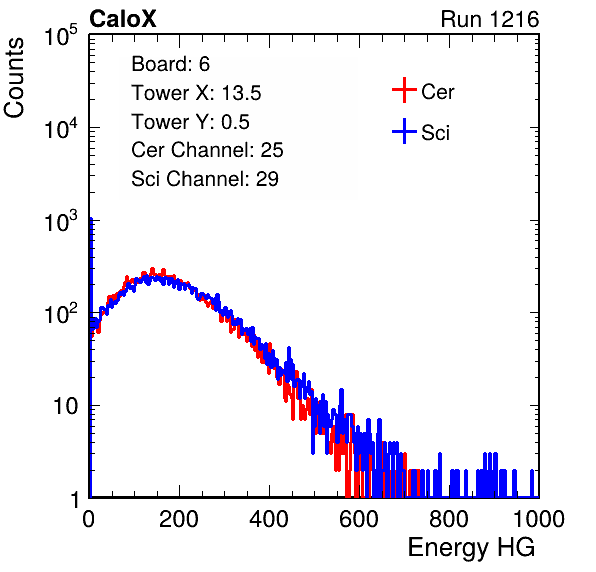 CaloX Run 1216
Counts
10^5
10^4
10^3
10^2
10
1
Board: 6
Tower X: 13.5
Tower Y: 0.5
Cer Channel: 25
Sci Channel: 29
Cer
Sci
0 200 400 600 800 1000
Energy HG